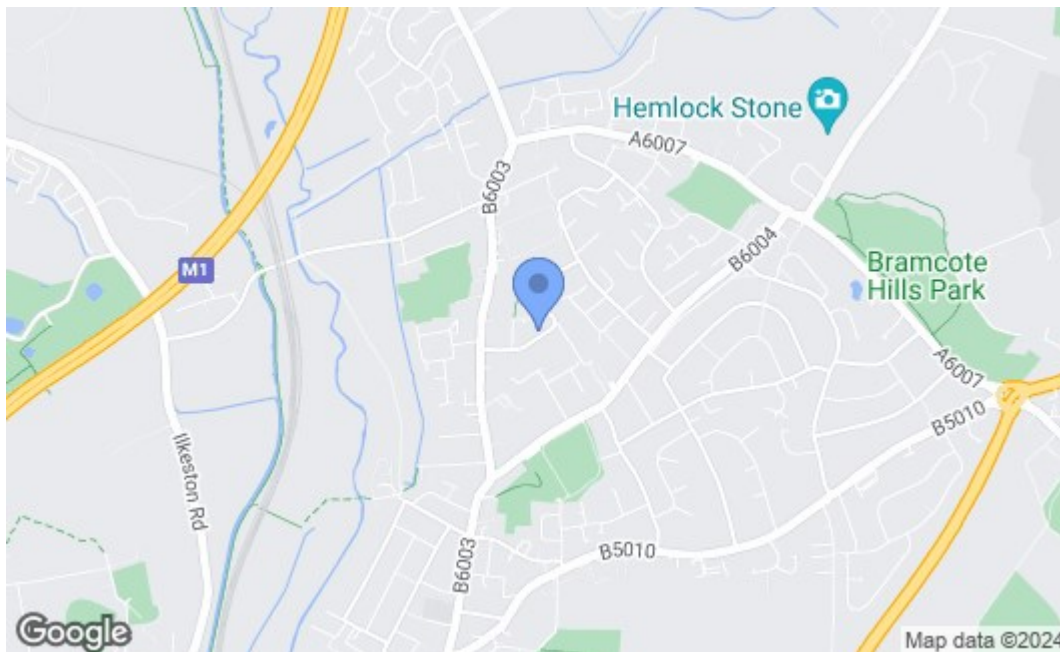 Hemlock Stone
A6007
B6003
B6004
M1
Bramcote
Hills Park
A6007
B5010
Ilkeston Rd
B5010
B6003
Google
Map data ©2024